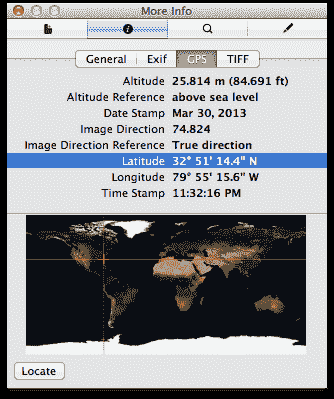 More Info
General Exif GPS TIFF
Altitude 25.814 m (84.691 ft)
Altitude Reference above sea level
Date Stamp Mar 30, 2013
Image Direction 74.824
Image Direction Reference True direction
Latitude 32° 51' 14.4" N
Longitude 79° 55' 15.6" W
Time Stamp 11:32:16 PM
Locate